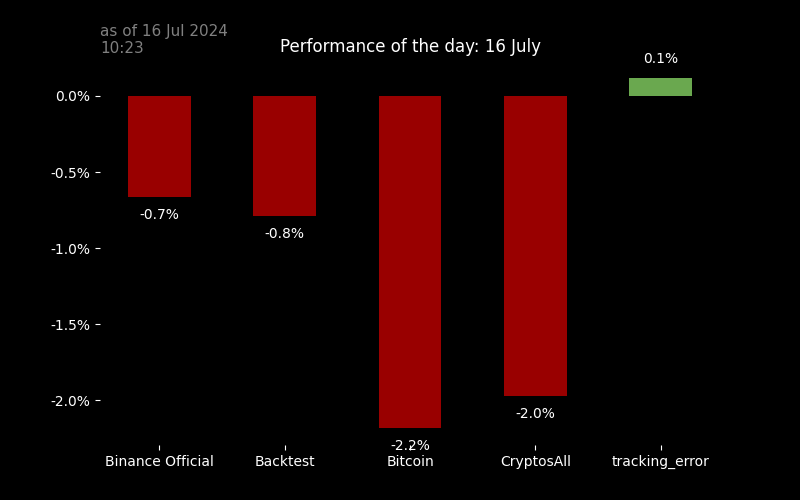 as of 16 Jul 2024
10:23
Performance of the day: 16 July
0.1%
0.0%
-0.5%
-0.7%
-0.8%
-1.0%
-1.5%
-2.0%
-2.0%
-2.2%
Binance Official
Backtest
Bitcoin
CryptosAll
tracking_error